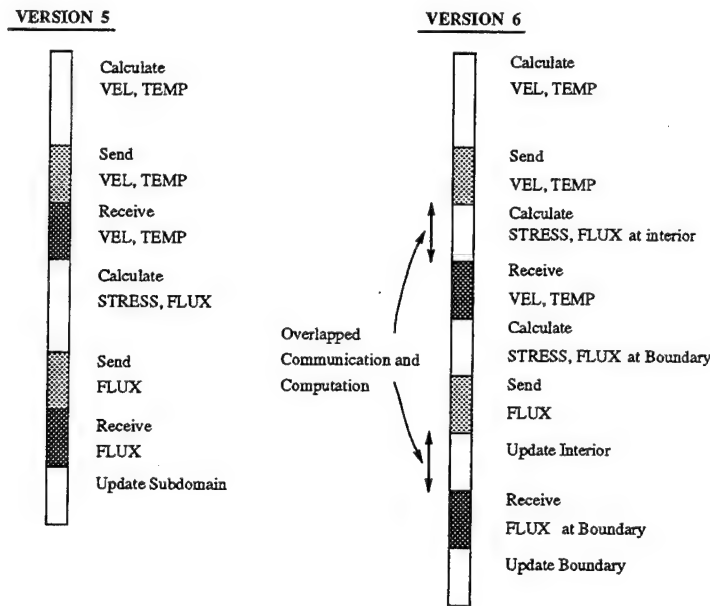 VERSION 5
Calculate
VEL, TEMP
Send
VEL, TEMP
Receive
VEL, TEMP
Calculate
STRESS, FLUX
Send
FLUX
Receive
FLUX
Update Subdomain
VERSION 6
Calculate
VEL, TEMP
Send
VEL, TEMP
Calculate
STRESS, FLUX at interior
Receive
VEL, TEMP
Calculate
STRESS, FLUX at Boundary
Send
FLUX
Update Interior
Receive
FLUX at Boundary
Update Boundary
Overlapped
Communication and
Computation